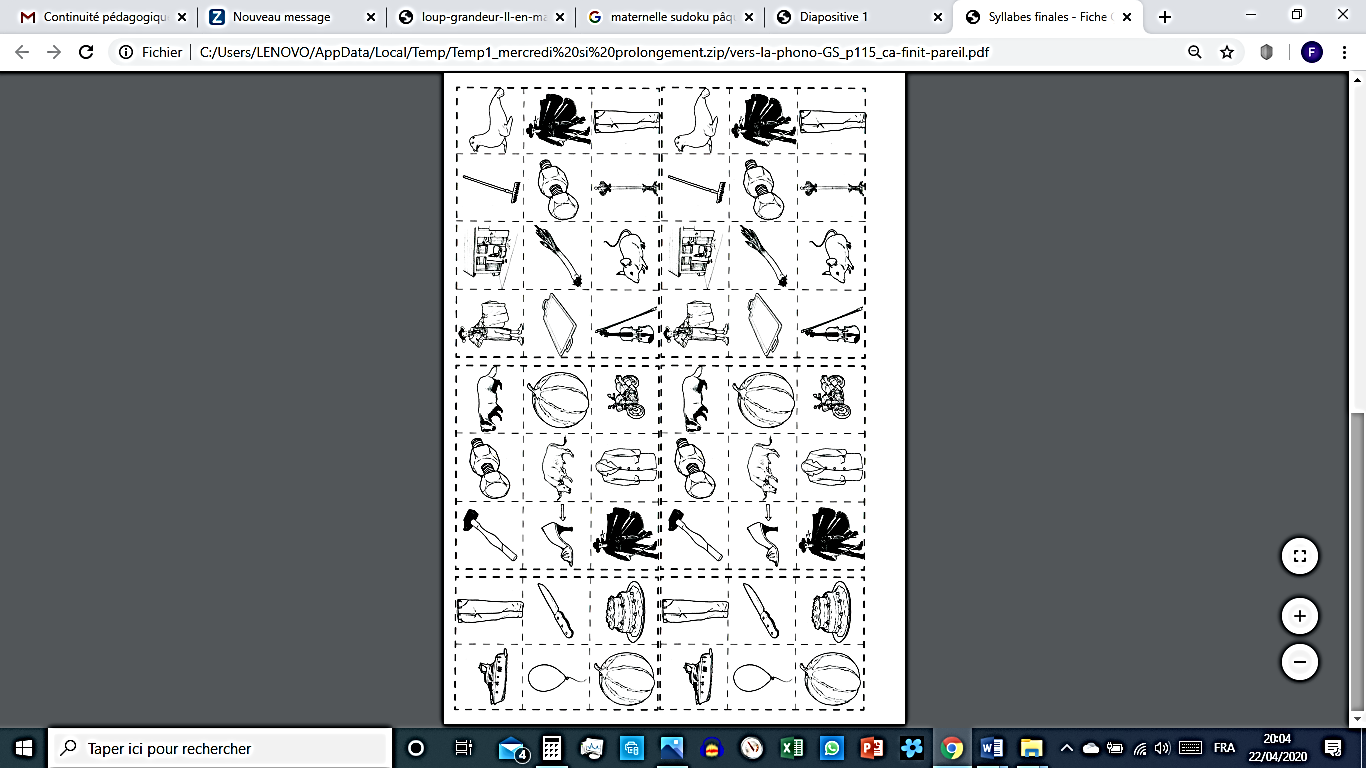 Continuité pédagogiqu
Nouveau message
loup-grandeur-II-en-ma
maternelle sudoku pâq
Diapositive 1
Syllabes finales - Fiche
Fichier
C:/Users/LENOVO/AppData/Local/Temp/Temp1_mercredi%20si%20prolongement.zip/vers-la-phono-GS_p115_ca-finit-pareil.pdf
F
Taper ici pour rechercher
4
FRA
20:04
22/04/2020